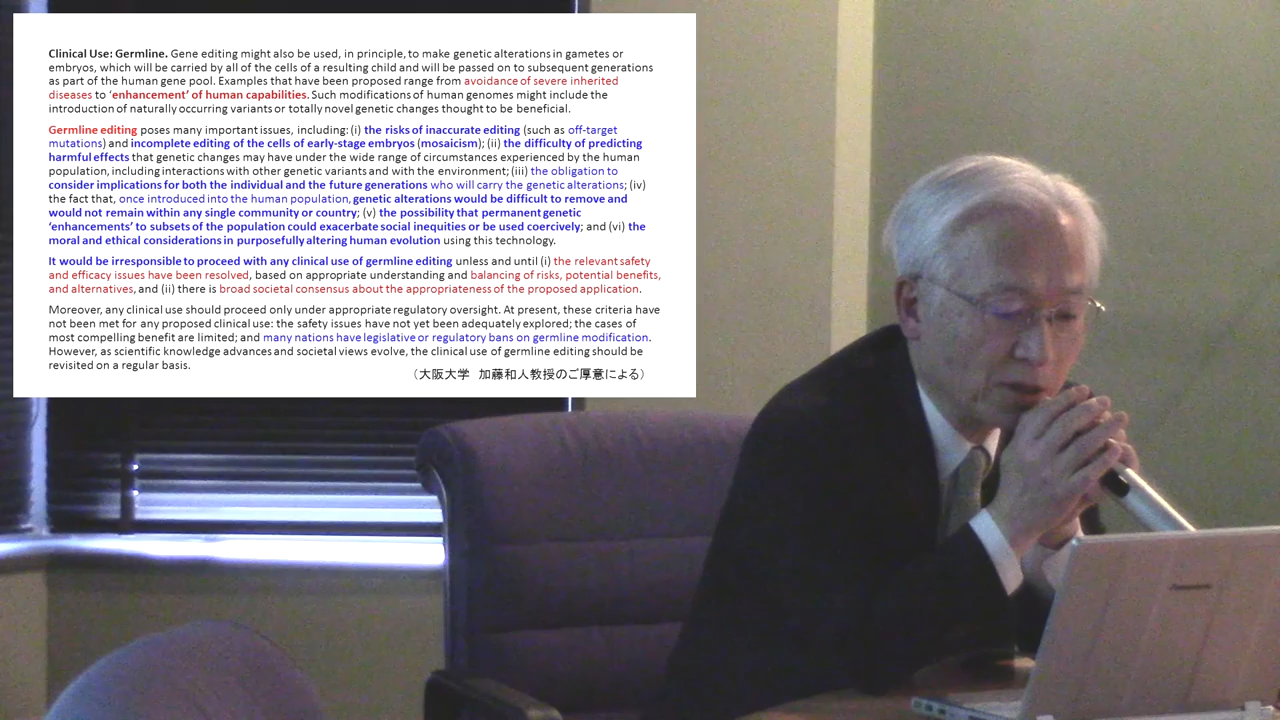 Clinical Use: Germline. Gene editing might also be used, in principle, to make genetic alterations in gametes or
embryos, which will be carried by all of the cells of a resulting child and will be passed on to subsequent generations
as part of the human gene pool. Examples that have been proposed range from avoidance of severe inherited
diseases to ‘enhancement’ of human capabilities. Such modifications of human genomes might include the
introduction of naturally occurring variants or totally novel genetic changes thought to be beneficial.
Germline editing poses many important issues, including: (i) the risks of inaccurate editing (such as off-target
mutations) and incomplete editing of the cells of early-stage embryos (mosaicism); (ii) the difficulty of predicting
harmful effects that genetic changes may have under the wide range of circumstances experienced by the human
population, including interactions with other genetic variants and with the environment; (iii) the obligation to
consider implications for both the individual and the future generations who will carry the genetic alterations; (iv)
the fact that, once introduced into the human population, genetic alterations would be difficult to remove and
would not remain within any single community or country; (v) the possibility that permanent genetic
‘enhancements’ to subsets of the population could exacerbate social inequities or be used coercively; and (vi) the
moral and ethical considerations in purposefully altering human evolution using this technology.
It would be irresponsible to proceed with any clinical use of germline editing unless and until (i) the relevant safety
and efficacy issues have been resolved, based on appropriate understanding and balancing of risks, potential benefits,
and alternatives, and (ii) there is broad societal consensus about the appropriateness of the proposed application.
Moreover, any clinical use should proceed only under appropriate regulatory oversight. At present, these criteria have
not been met for any proposed clinical use: the safety issues have not yet been adequately explored; the cases of
most compelling benefit are limited; and many nations have legislative or regulatory bans on germline modification.
However, as scientific knowledge advances and societal views evolve, the clinical use of germline editing should be
revisited on a regular basis.
（大阪大学　加藤和人教授のご厚意による）